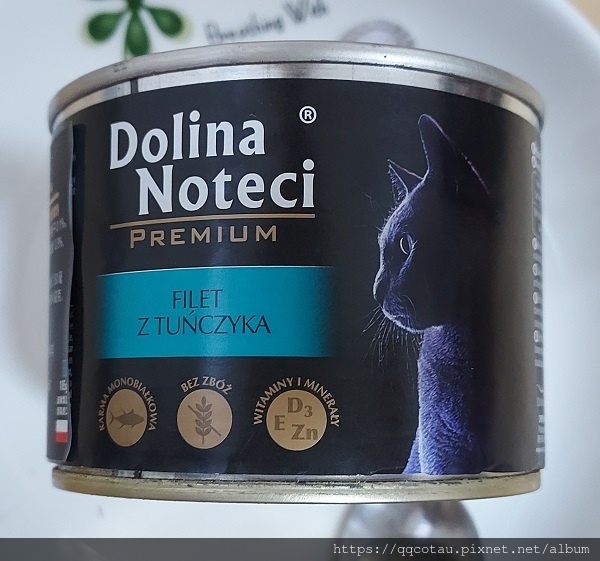 Dolina
®
Noteci
PREMIUM
FILET
Z TUŃCZYKA
KARMA MONOBIAŁKOWA
BEZ ZBÓŻ
WITAMINY I MINERAŁY
D3
E Zn
https://qqcotau.pixnet.net/album